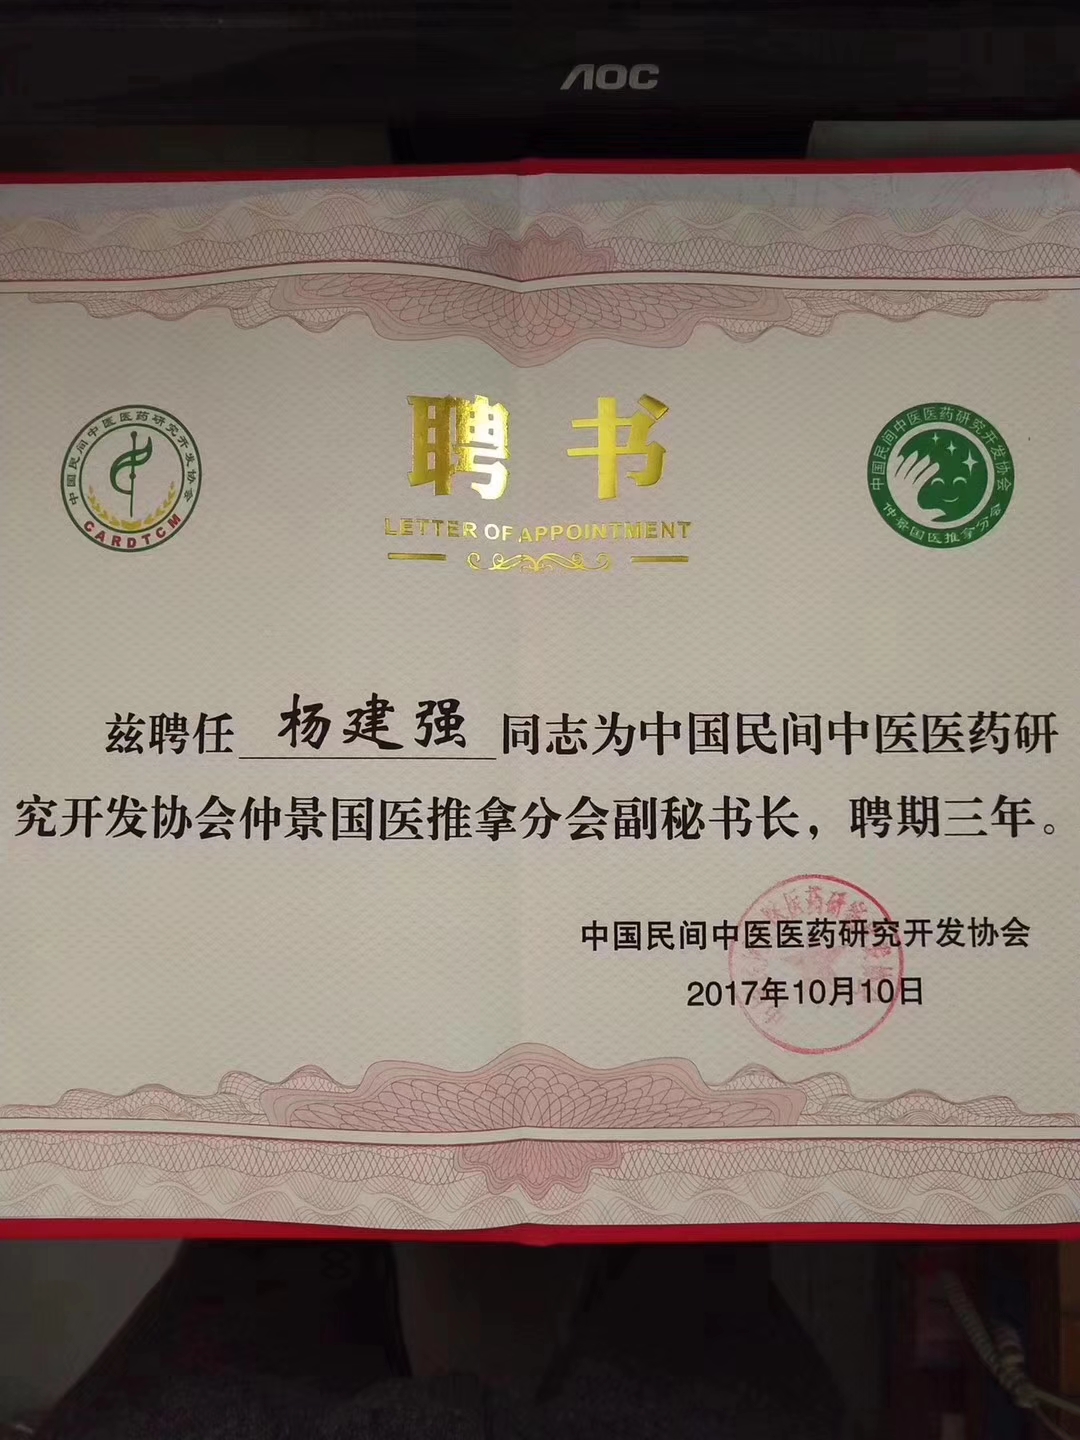 AOC
中国民间中医医药研究开发协会
CARDTCM
聘书
LETTER OF APPOINTMENT
中国民间中医医药研究开发协会
仲景国医推拿分会
兹聘任 杨建强 同志为中国民间中医医药研
究开发协会仲景国医推拿分会副秘书长，聘期三年。
中国民间中医医药研究开发协会
2017年10月10日